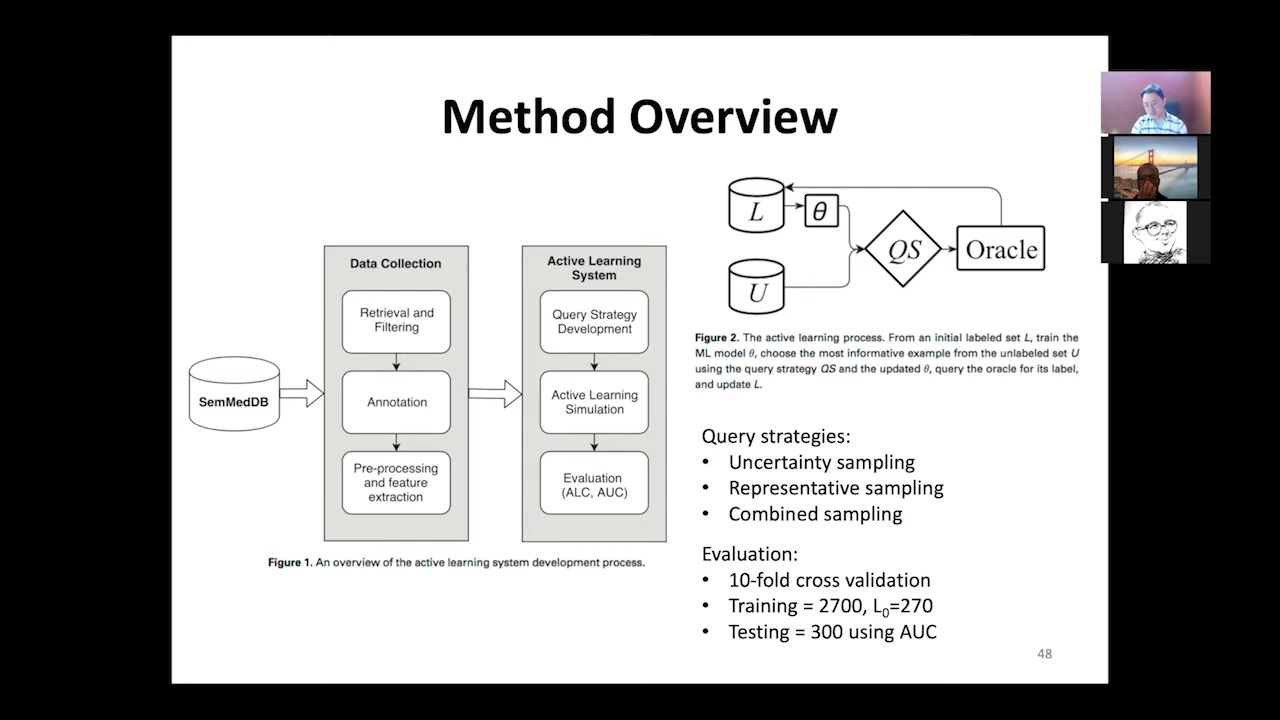 Method Overview
SemMedDB
Data Collection
Retrieval and
Filtering
Annotation
Pre-processing
and feature
extraction
Active Learning
System
Query Strategy
Development
Active Learning
Simulation
Evaluation
(ALC, AUC)
Figure 1. An overview of the active learning system development process.
L
θ
U
QS
Oracle
Figure 2. The active learning process. From an initial labeled set L, train the
ML model θ, choose the most informative example from the unlabeled set U
using the query strategy QS and the updated θ, query the oracle for its label,
and update L.
Query strategies:
• Uncertainty sampling
• Representative sampling
• Combined sampling
Evaluation:
• 10-fold cross validation
• Training = 2700, L₀=270
• Testing = 300 using AUC
48